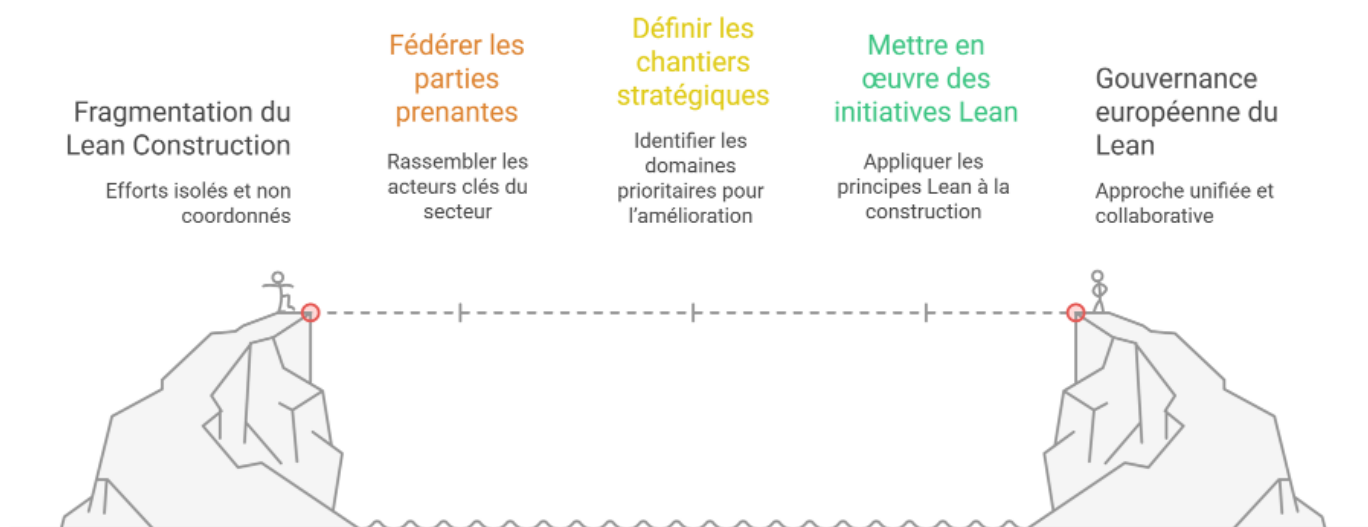 Fragmentation du
Lean Construction
Efforts isolés et non
coordonnés
Fédérer les
parties
prenantes
Rassembler les
acteurs clés du
secteur
Définir les
chantiers
stratégiques
Identifier les
domaines
prioritaires pour
l'amélioration
Mettre en
œuvre des
initiatives Lean
Appliquer les
principes Lean à la
construction
Gouvernance
européenne du
Lean
Approche unifiée et
collaborative